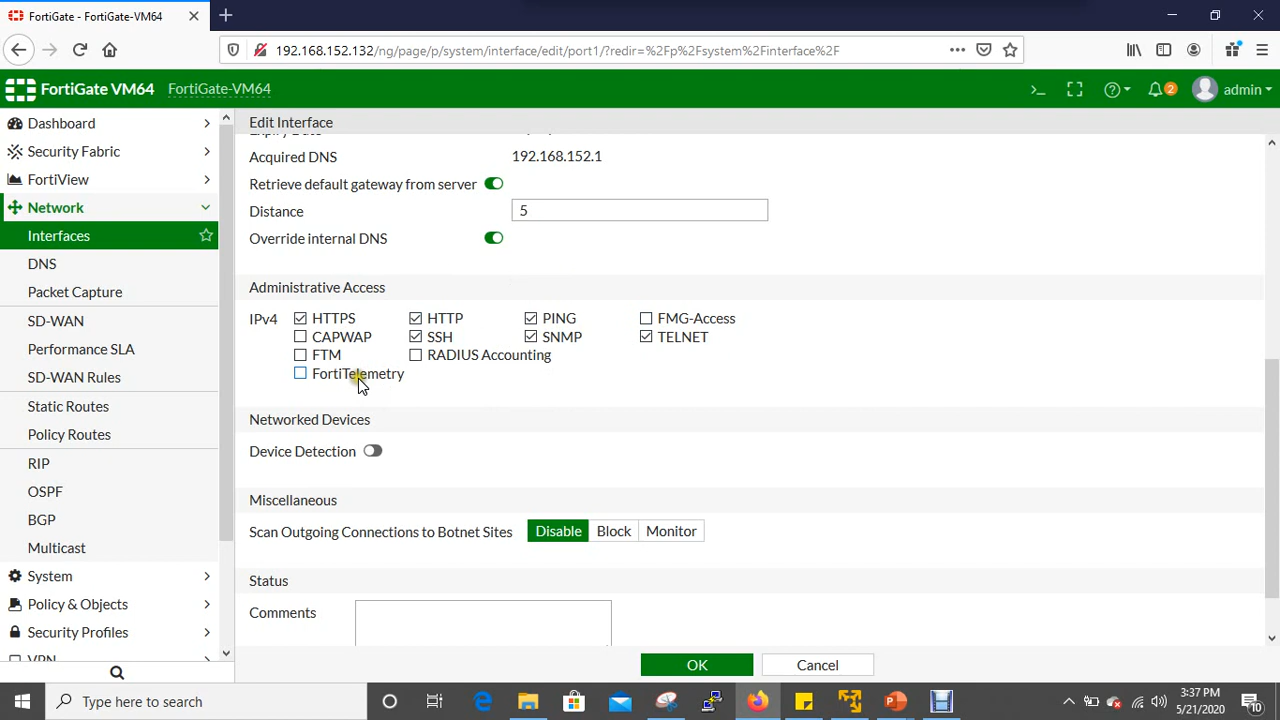 FortiGate - FortiGate-VM64
192.168.152.132/ng/page/p/system/interface/edit/port1/?redir=%2Fp%2Fsystem%2Finterface%2F
FortiGate VM64 FortiGate-VM64 2 admin
Dashboard
Security Fabric
FortiView
Network
Interfaces
DNS
Packet Capture
SD-WAN
Performance SLA
SD-WAN Rules
Static Routes
Policy Routes
RIP
OSPF
BGP
Multicast
System
Policy & Objects
Security Profiles
VPN
Edit Interface
Acquired DNS 192.168.152.1
Retrieve default gateway from server
Distance 5
Override internal DNS
Administrative Access
IPv4 HTTPS HTTP PING FMG-Access
CAPWAP SSH SNMP TELNET
FTM RADIUS Accounting
FortiTelemetry
Networked Devices
Device Detection
Miscellaneous
Scan Outgoing Connections to Botnet Sites Disable Block Monitor
Status
Comments
OK Cancel
Type here to search
3:37 PM
5/21/2020
10